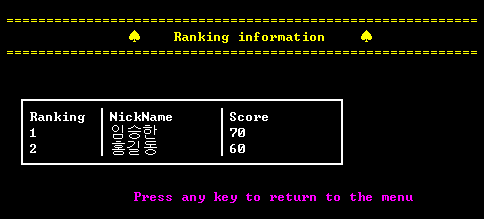 ♠ Ranking information ♠
Ranking NickName Score
1 임승한 70
2 홍길동 60
Press any key to return to the menu